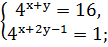 4^{x+y} = 16,
4^{x+2y-1} = 1;